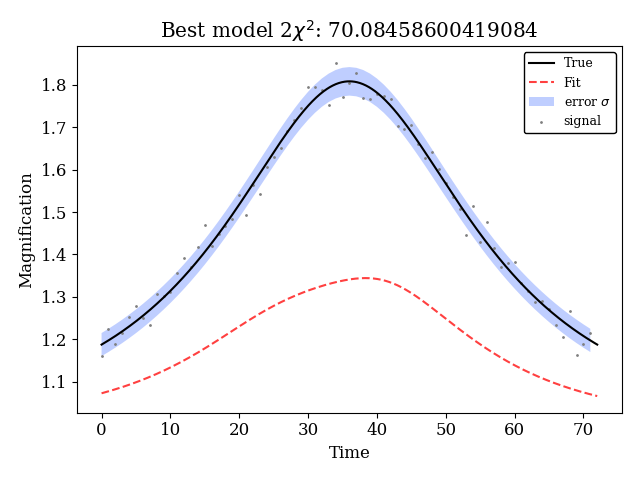 Best model 2χ²: 70.08458600419084
Magnification
1.8
1.7
1.6
1.5
1.4
1.3
1.2
1.1
True
Fit
error σ
signal
0 10 20 30 40 50 60 70
Time